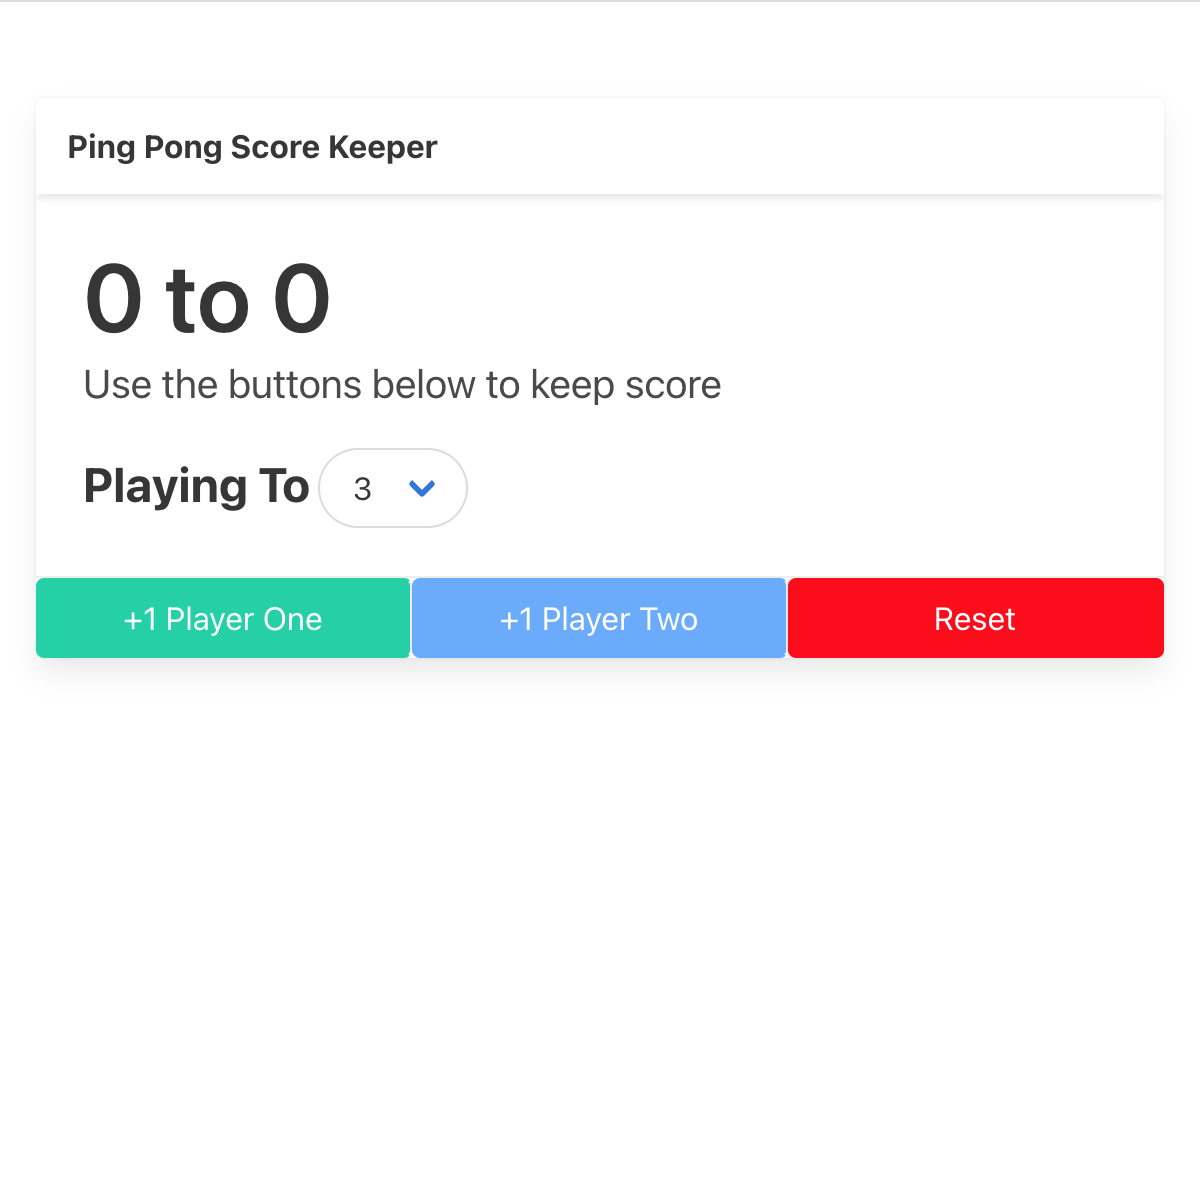 Ping Pong Score Keeper
0 to 0
Use the buttons below to keep score
Playing To 3
+1 Player One +1 Player Two Reset